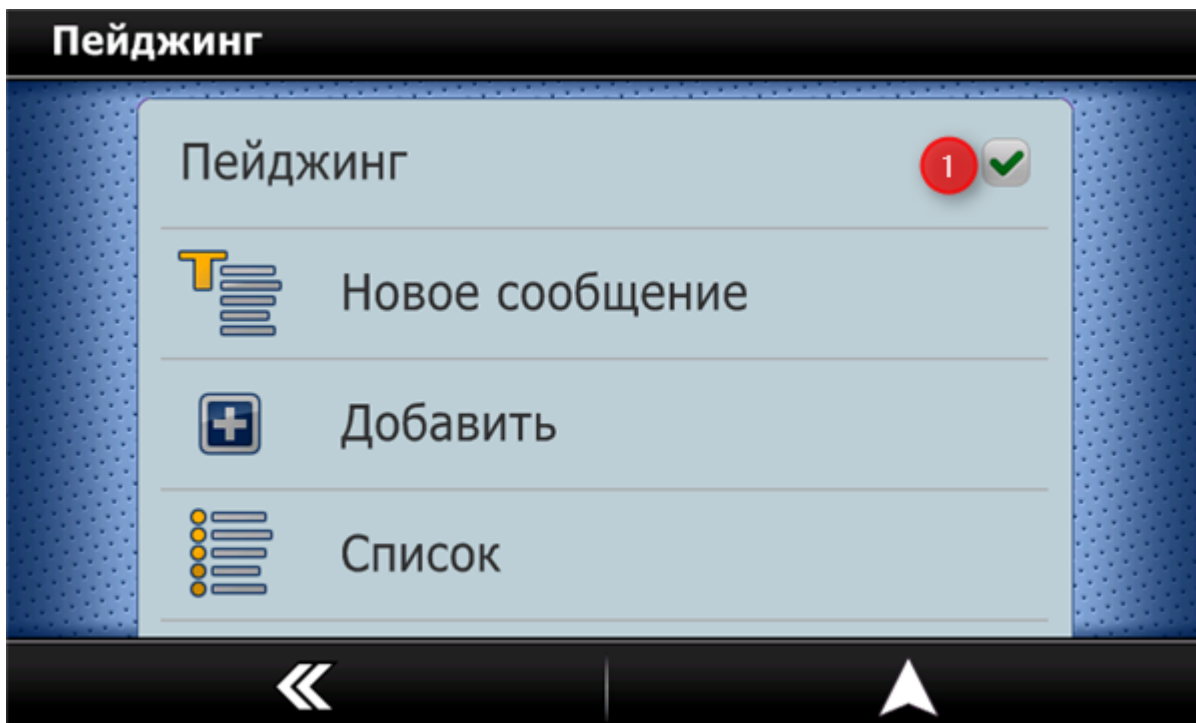 Пейджинг
Пейджинг 1
Новое сообщение
Добавить
Список